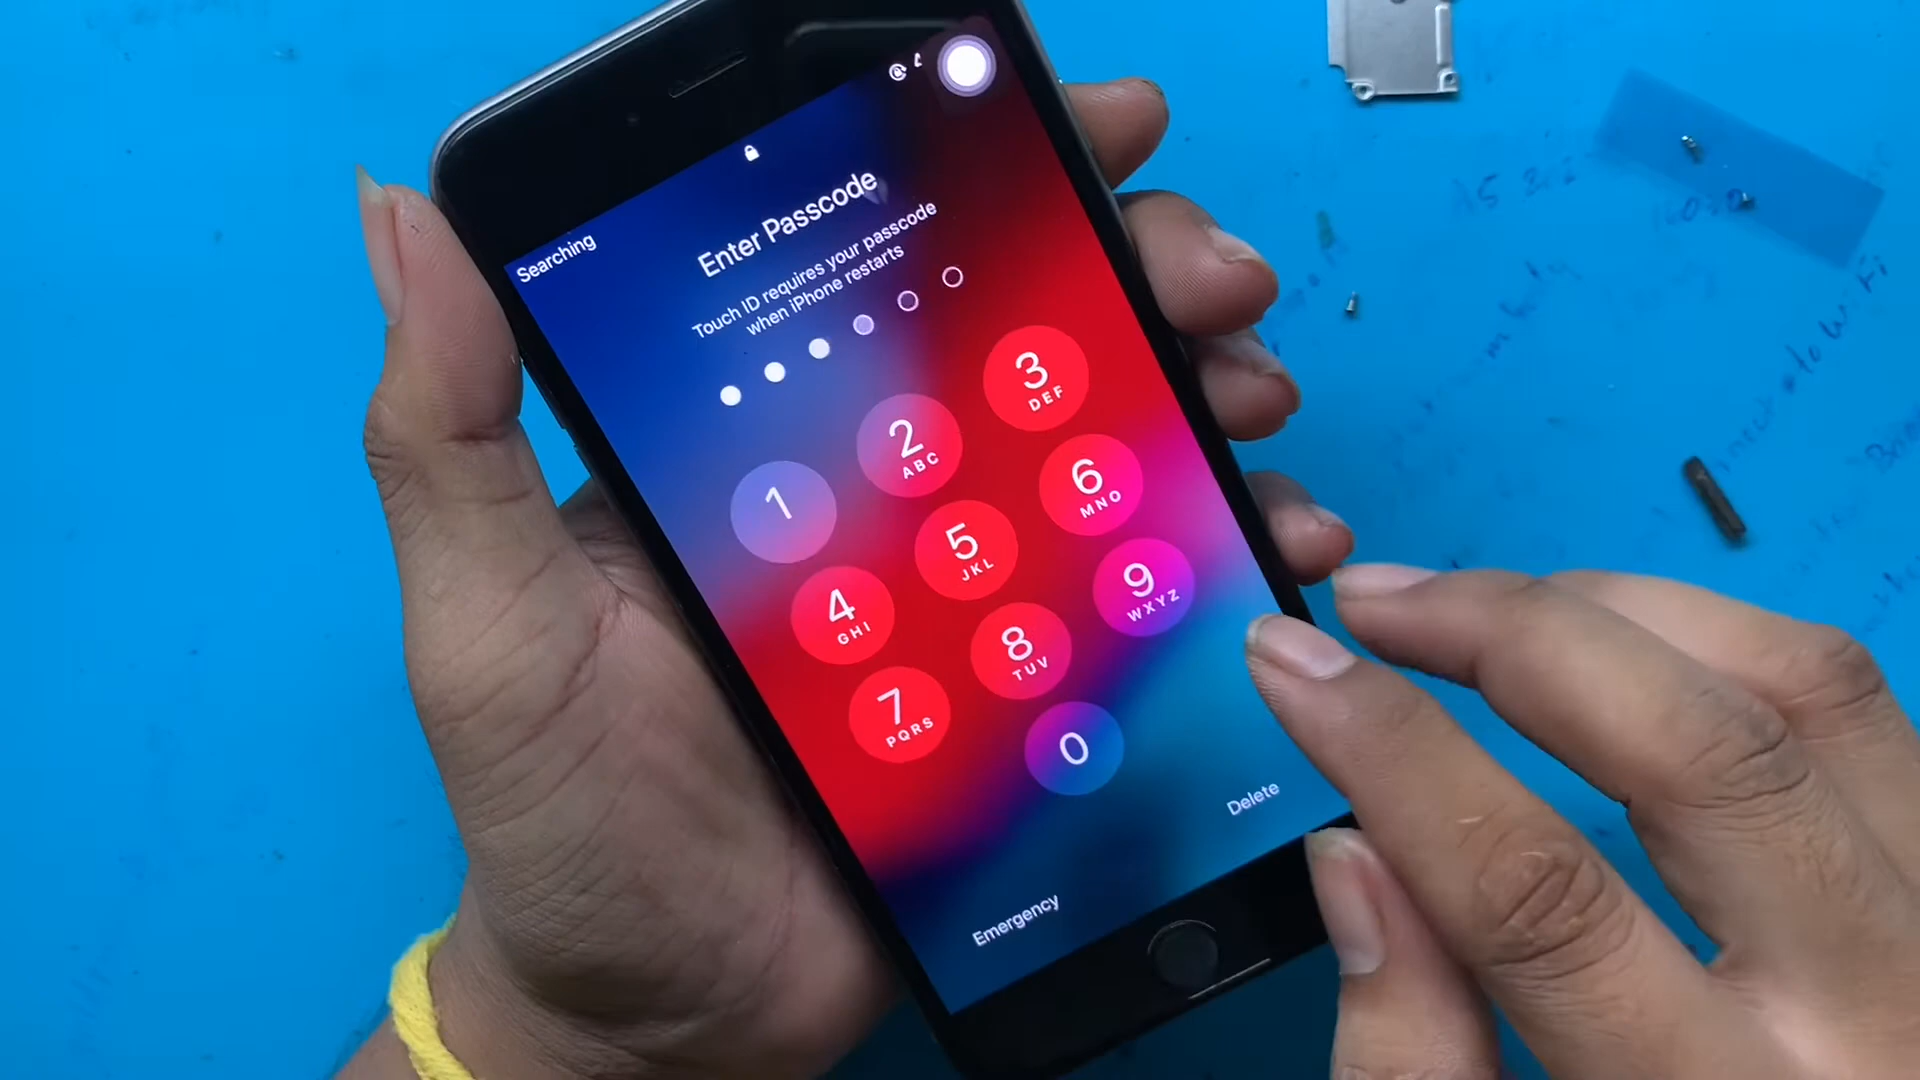 Searching
Enter Passcode
Touch ID requires your passcode
when iPhone restarts
1
2
ABC
3
DEF
4
GHI
5
JKL
6
MNO
7
PQRS
8
TUV
9
WXYZ
0
Emergency
Delete